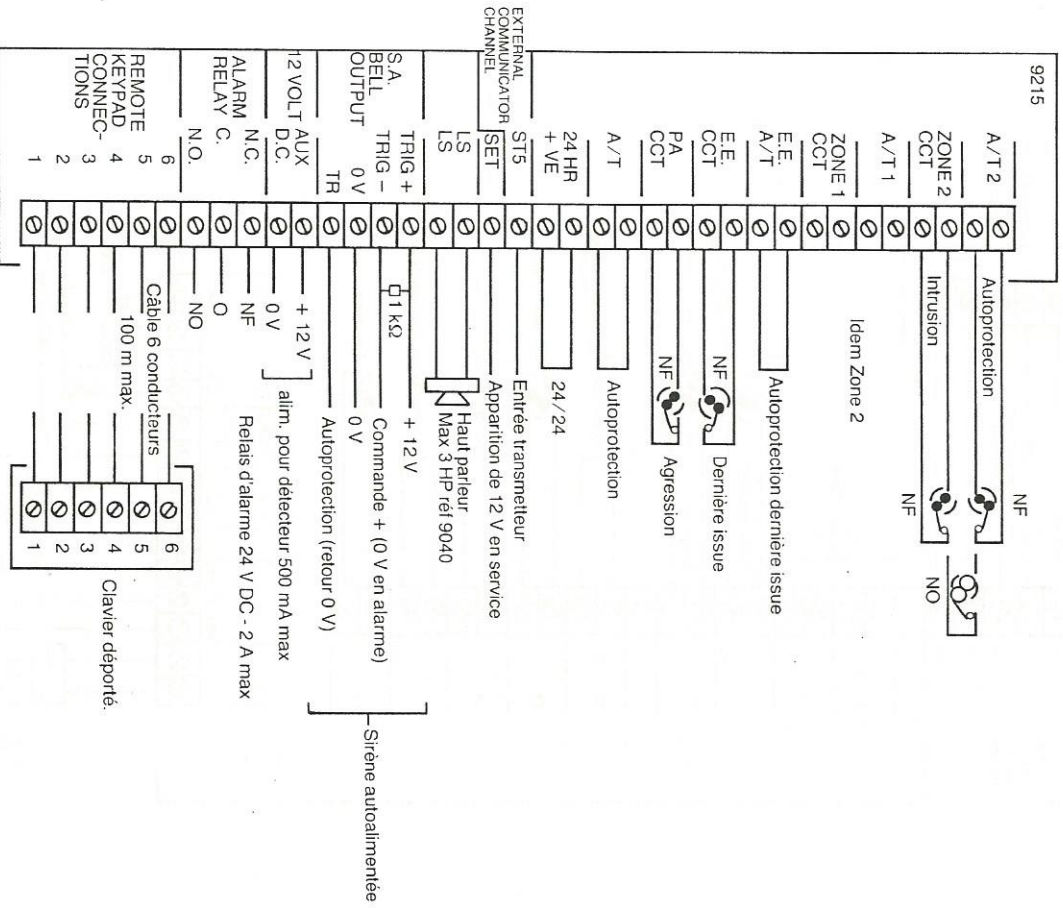 9215
A/T 2
ZONE 2
CCT
A/T 1
ZONE 1
CCT
E.E.
A/T
E.E.
CCT
PA
CCT
A/T
24 HR
+ VE
ST5
SET
EXTERNAL
COMMUNICATOR
CHANNEL
LS
LS
TRIG +
TRIG –
0 V
TR
S.A.
BELL
OUTPUT
AUX
D.C.
12 VOLT
N.C.
C.
N.O.
ALARM
RELAY
REMOTE
KEYPAD
CONNEC-
TIONS
6
5
4
3
2
1
Autoprotection
NF
Intrusion
NF
NO
Idem Zone 2
Autoprotection dernière issue
NF
Dernière issue
NF
Agression
Autoprotection
24/24
Entrée transmetteur
Apparition de 12 V en service
Haut parleur
Max 3 HP réf 9040
1 kΩ
+ 12 V
Commande + (0 V en alarme)
0 V
Autoprotection (retour 0 V)
Sirène autoalimentée
+ 12 V
0 V
alim. pour détecteur 500 mA max
NF
O
NO
Relais d'alarme 24 V DC - 2 A max
Câble 6 conducteurs
100 m max.
6
5
4
3
2
1
Clavier déporté.